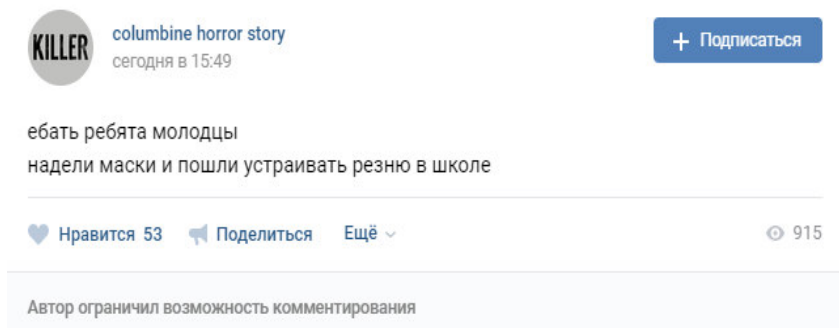 KILLER
columbine horror story
сегодня в 15:49
+ Подписаться
ебать ребята молодцы
надели маски и пошли устраивать резню в школе
Нравится 53 Поделиться Ещё
915
Автор ограничил возможность комментирования